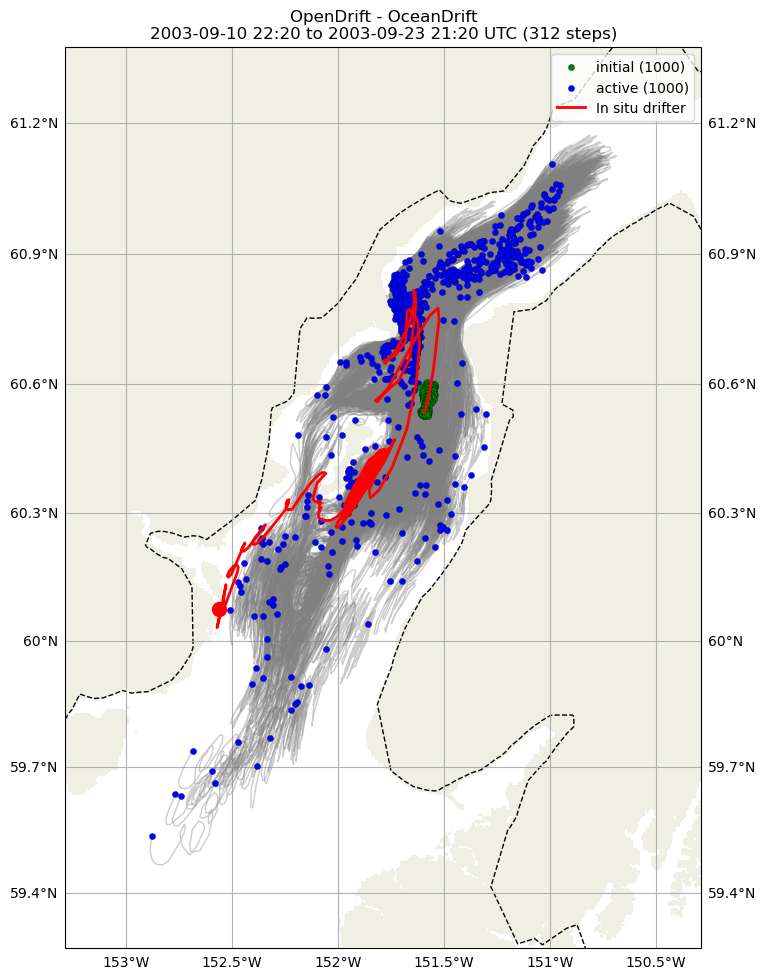 OpenDrift - OceanDrift
2003-09-10 22:20 to 2003-09-23 21:20 UTC (312 steps)
initial (1000)
active (1000)
In situ drifter
61.2°N
61.2°N
60.9°N
60.9°N
60.6°N
60.6°N
60.3°N
60.3°N
60°N
60°N
59.7°N
59.7°N
59.4°N
59.4°N
153°W
152.5°W
152°W
151.5°W
151°W
150.5°W